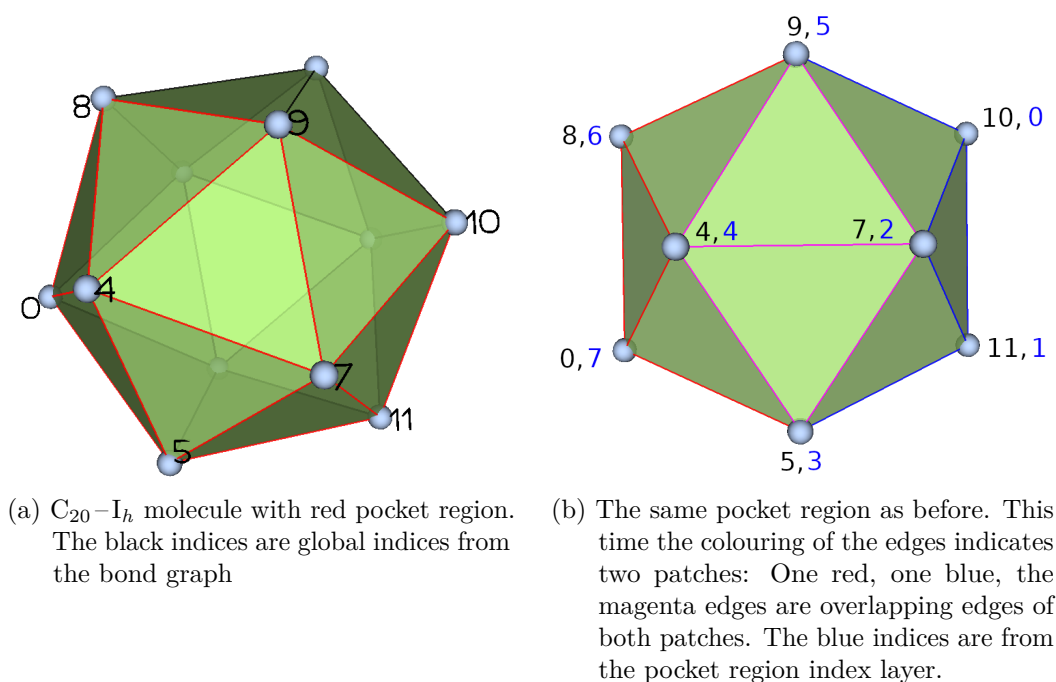 8
9
10
0
4
7
5
11
9,5
10,0
8,6
4,4
7,2
0,7
11,1
5,3
(a) C₂₀–Iₕ molecule with red pocket region.
The black indices are global indices from
the bond graph
(b) The same pocket region as before. This
time the colouring of the edges indicates
two patches: One red, one blue, the
magenta edges are overlapping edges of
both patches. The blue indices are from
the pocket region index layer.